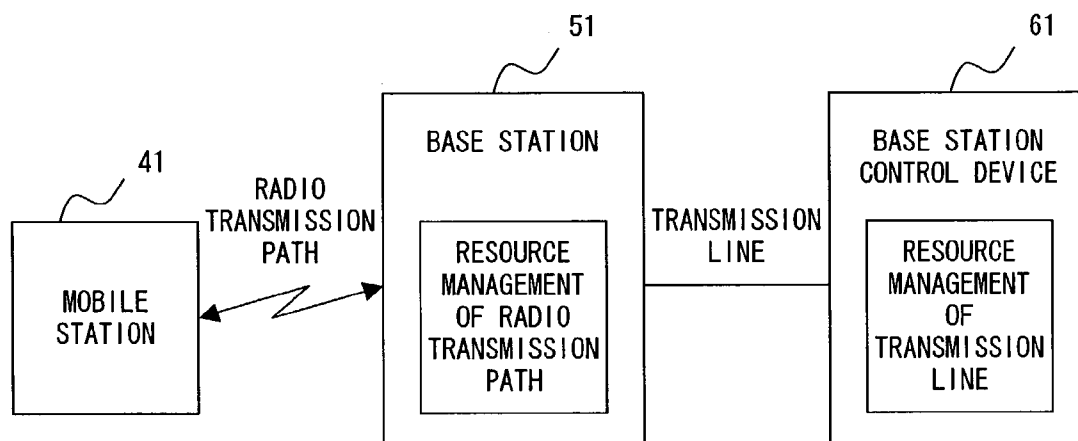 41
MOBILE
STATION
RADIO
TRANSMISSION
PATH
51
BASE STATION
RESOURCE
MANAGEMENT
OF RADIO
TRANSMISSION
PATH
TRANSMISSION
LINE
61
BASE STATION
CONTROL DEVICE
RESOURCE
MANAGEMENT
OF
TRANSMISSION
LINE